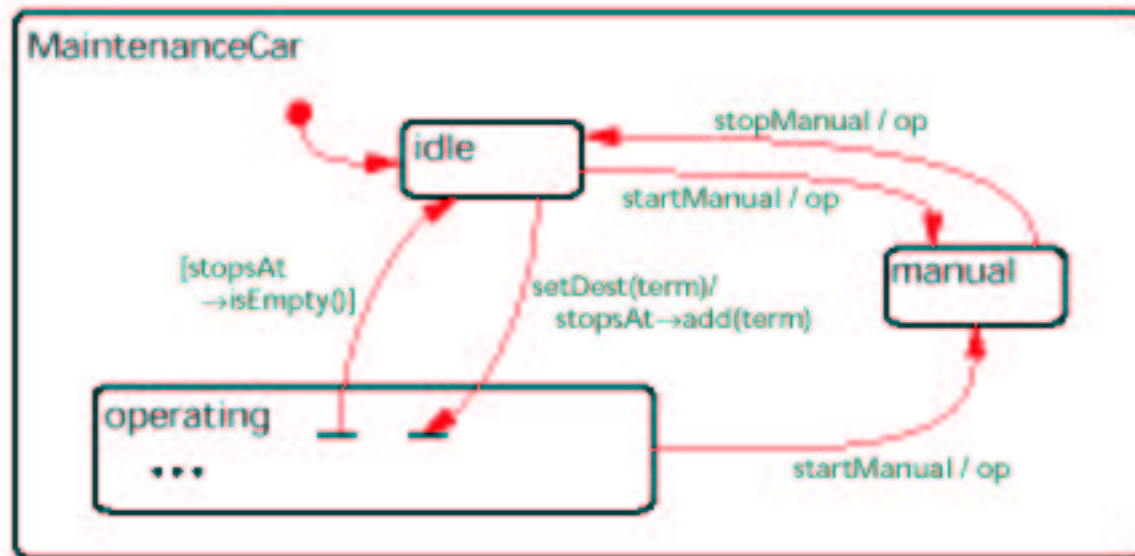 MaintenanceCar
idle
stopManual / op
startManual / op
[stopsAt
→isEmpty()]
setDest(term)/
stopsAt→add(term)
manual
operating
...
startManual / op